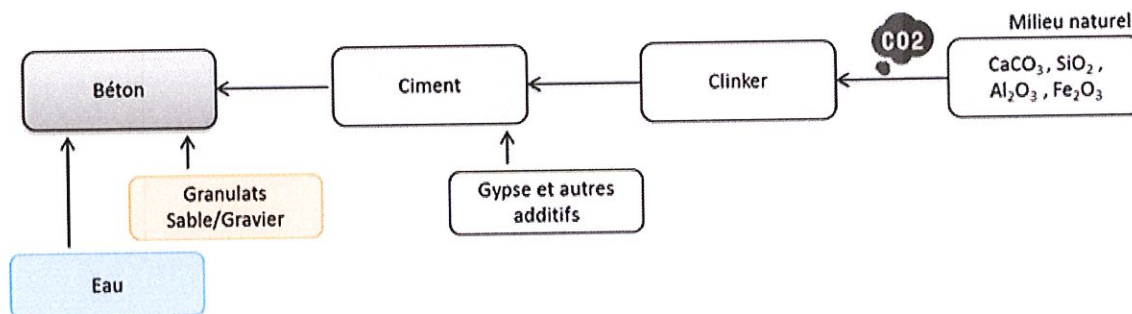 Milieu naturel
CO2
Béton
Ciment
Clinker
CaCO₃ , SiO₂ ,
Al₂O₃ , Fe₂O₃
Granulats
Sable/Gravier
Gypse et autres
additifs
Eau